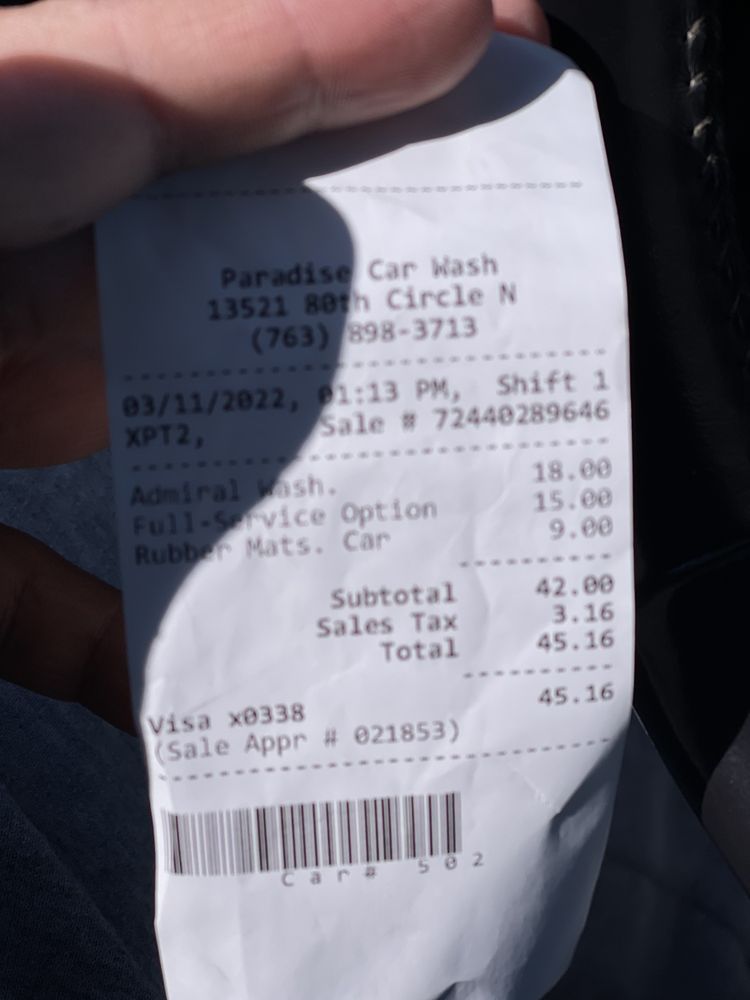 Paradise Car Wash
13521 80th Circle N
(763) 898-3713
03/11/2022, 01:13 PM, Shift 1
XPT2, Sale # 72440289646
Admiral Wash. 18.00
Full-Service Option 15.00
Rubber Mats. Car 9.00
Subtotal 42.00
Sales Tax 3.16
Total 45.16
Visa x0338 45.16
(Sale Appr # 021853)
Car# 502